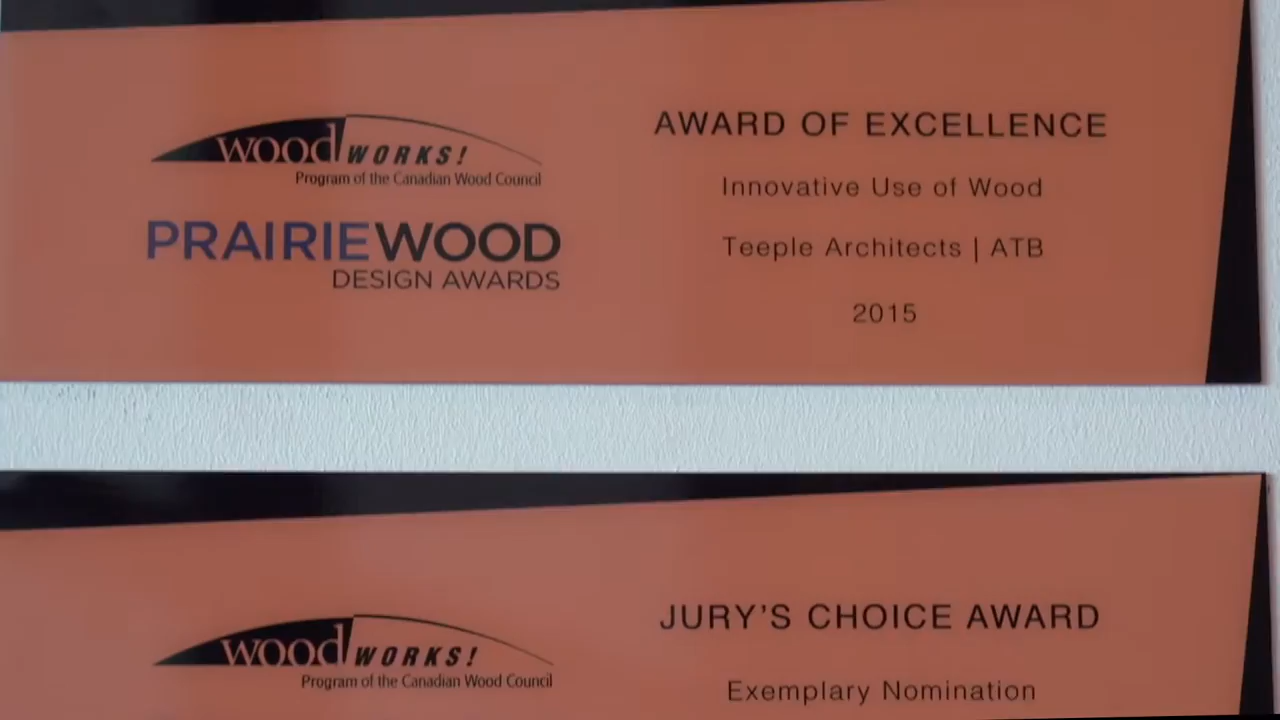 wood WORKS!
Program of the Canadian Wood Council
PRAIRIEWOOD
DESIGN AWARDS
AWARD OF EXCELLENCE
Innovative Use of Wood
Teeple Architects | ATB
2015
wood WORKS!
Program of the Canadian Wood Council
JURY'S CHOICE AWARD
Exemplary Nomination